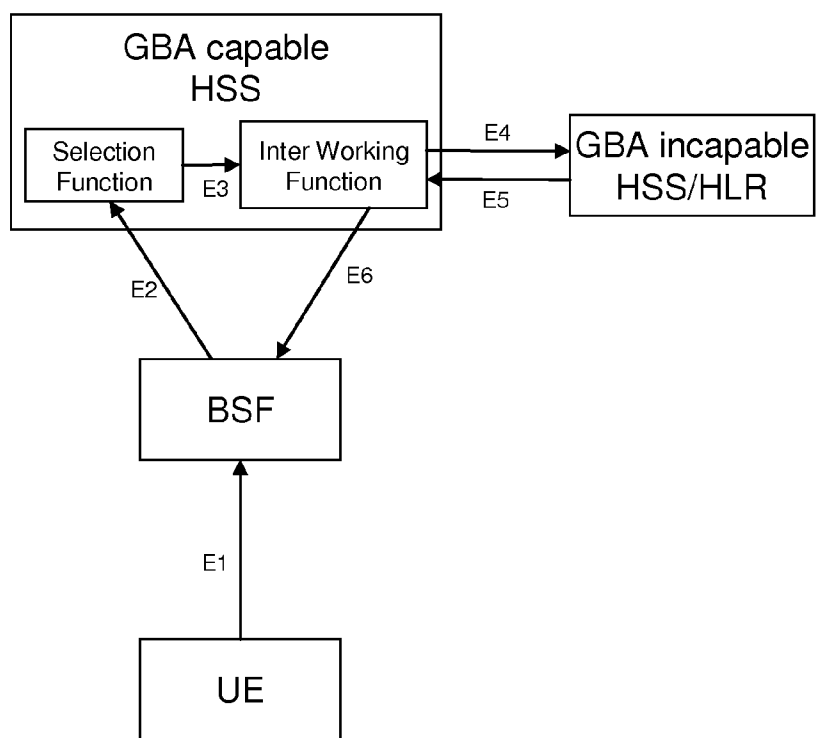 GBA capable
HSS
Selection
Function
E3
Inter Working
Function
E4
E5
GBA incapable
HSS/HLR
E2
E6
BSF
E1
UE